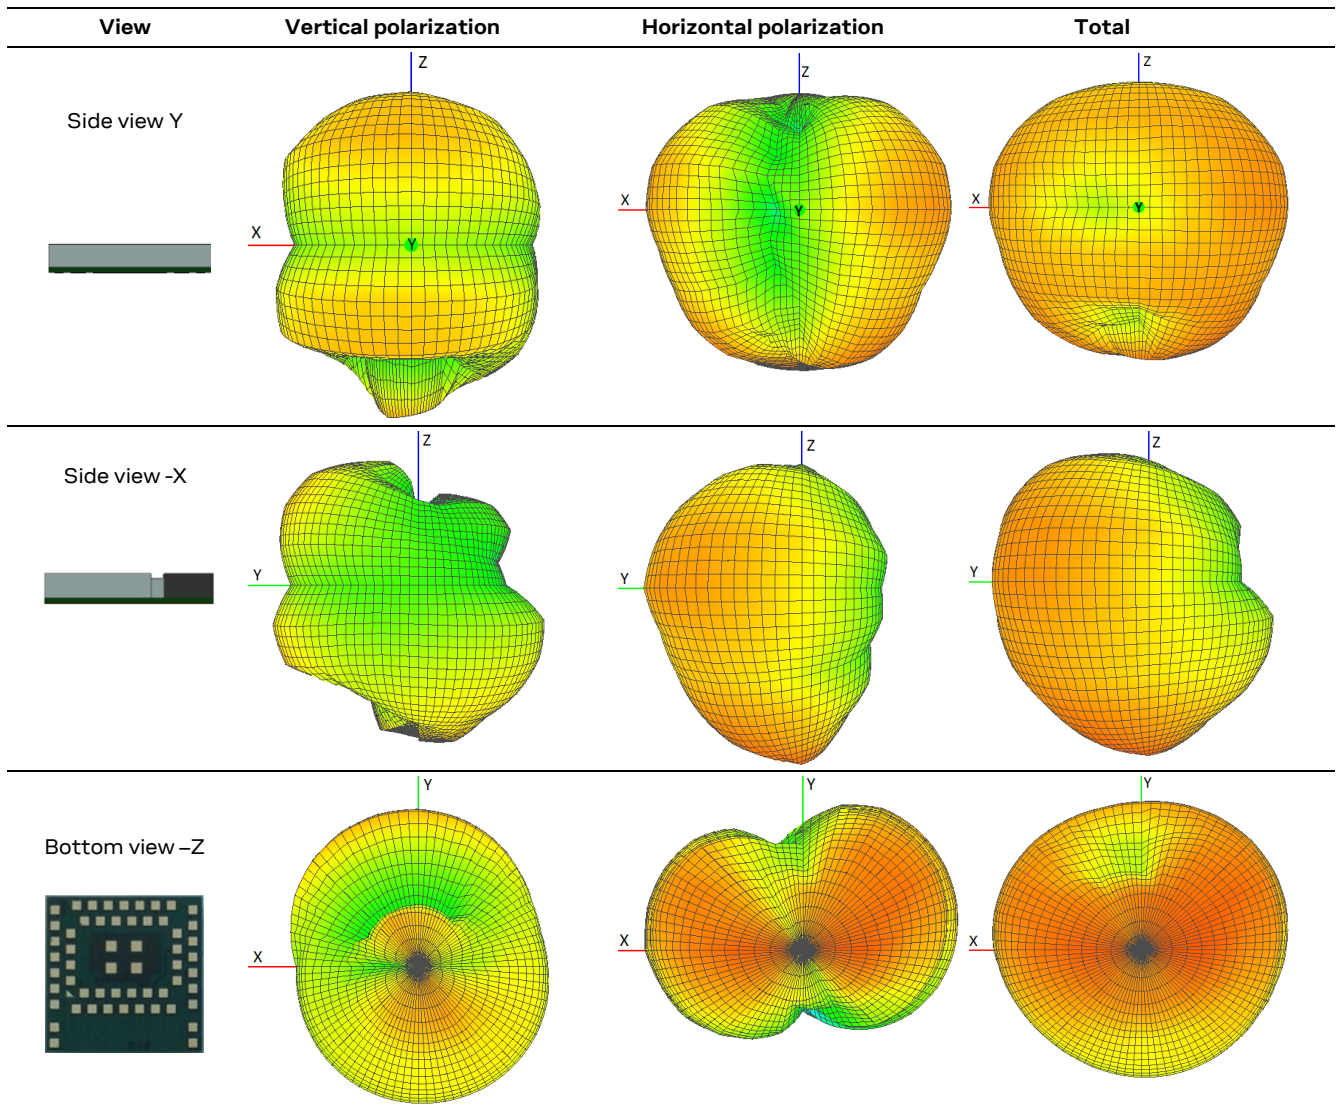 View Vertical polarization Horizontal polarization Total
Side view Y
Z
X
Y
Z
X
Y
Z
X
Y
Side view -X
Z
Y
Z
Y
Z
Y
Bottom view –Z
Y
X
Y
X
Y
X